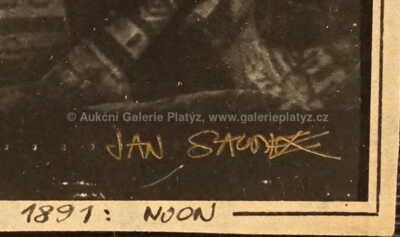 © Aukční Galerie Platýz, www.galerieplatyz.cz
JAN SAUDEK
1891: NOON